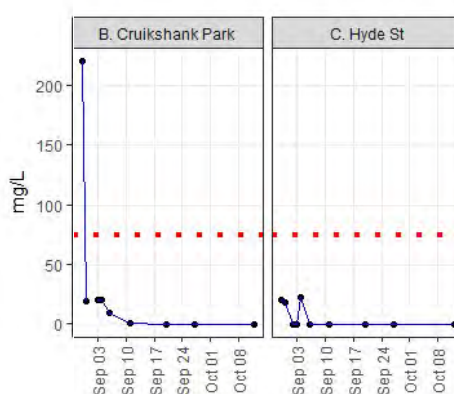 B. Cruikshank Park
C. Hyde St
mg/L
200
150
100
50
0
Sep 03
Sep 10
Sep 17
Sep 24
Oct 01
Oct 08
Sep 03
Sep 10
Sep 17
Sep 24
Oct 01
Oct 08